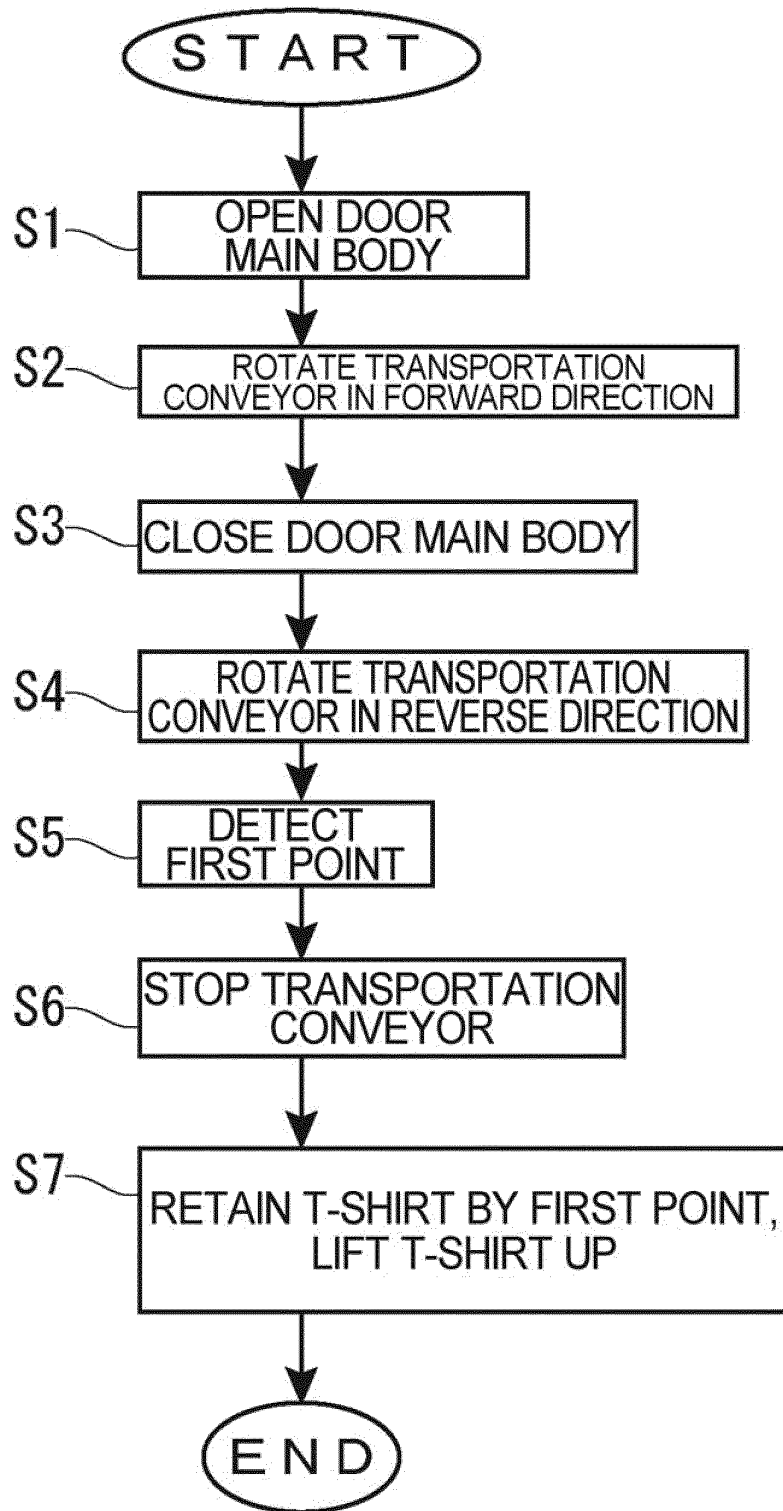 START
S1
OPEN DOOR
MAIN BODY
S2
ROTATE TRANSPORTATION
CONVEYOR IN FORWARD DIRECTION
S3
CLOSE DOOR MAIN BODY
S4
ROTATE TRANSPORTATION
CONVEYOR IN REVERSE DIRECTION
S5
DETECT
FIRST POINT
S6
STOP TRANSPORTATION
CONVEYOR
S7
RETAIN T-SHIRT BY FIRST POINT,
LIFT T-SHIRT UP
END